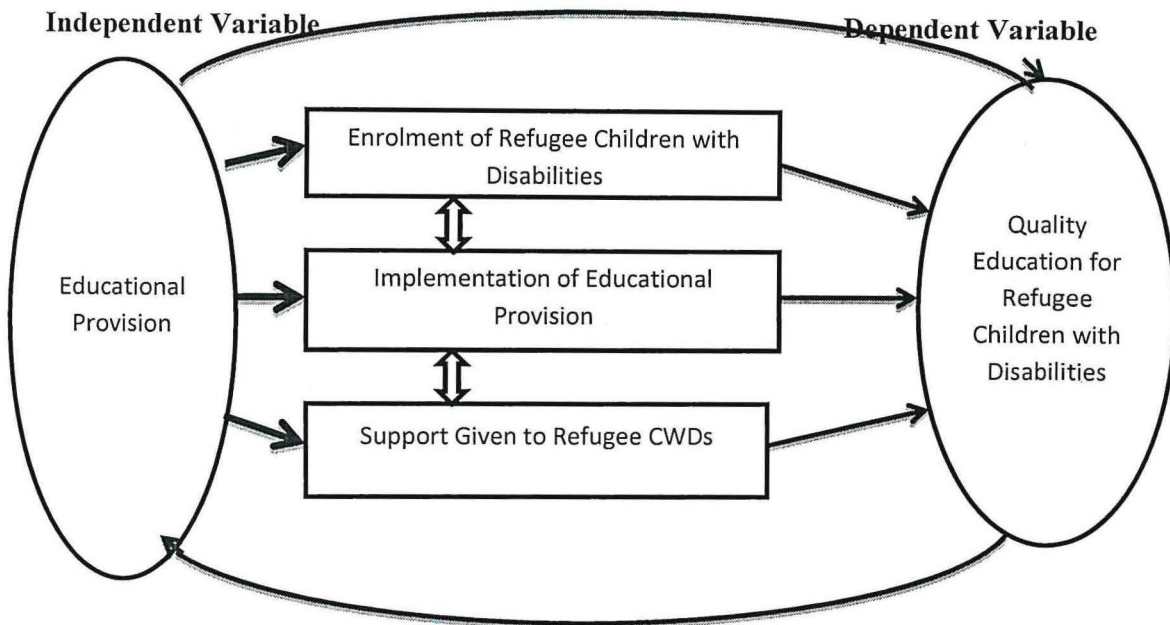 Independent Variable
Dependent Variable
Enrolment of Refugee Children with
Disabilities
Educational
Provision
Implementation of Educational
Provision
Support Given to Refugee CWDs
Quality
Education for
Refugee
Children with
Disabilities